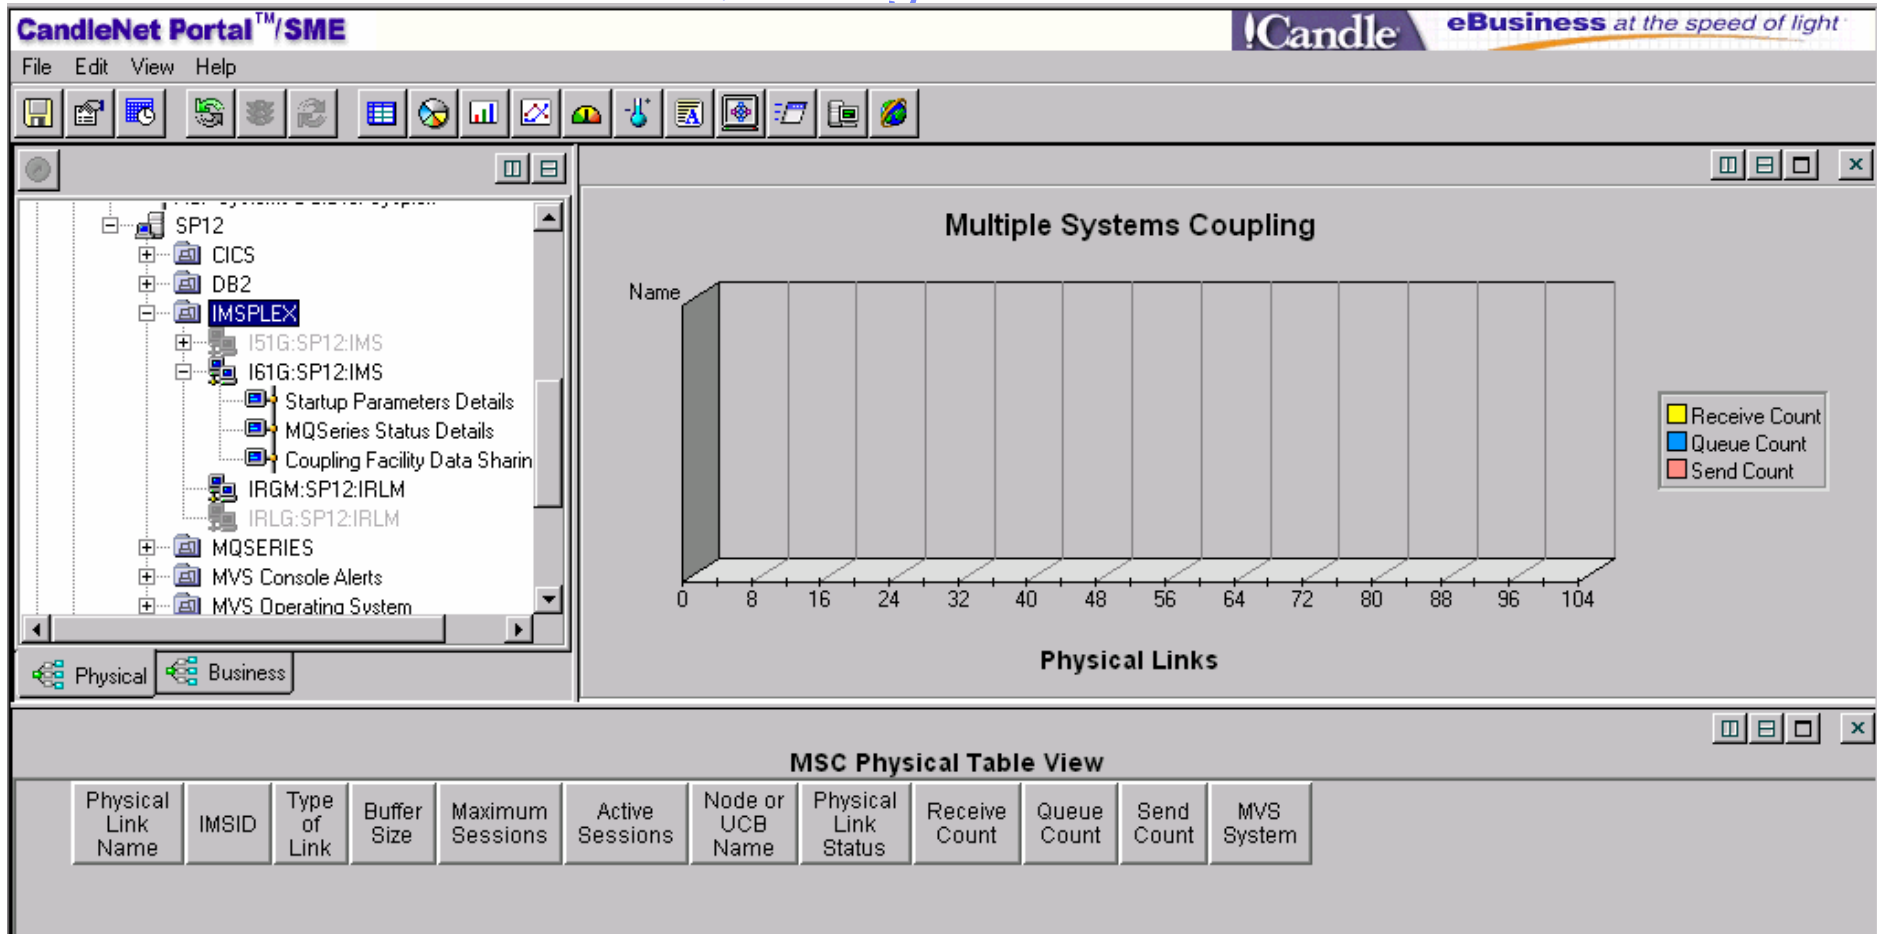 CandleNet Portal™/SME
!Candle
eBusiness at the speed of light
File Edit View Help
SP12
CICS
DB2
IMSPLEX
I51G:SP12:IMS
I61G:SP12:IMS
Startup Parameters Details
MQSeries Status Details
Coupling Facility Data Sharin
IRGM:SP12:IRLM
IRLG:SP12:IRLM
MQSERIES
MVS Console Alerts
MVS Operating System
Physical Business
Multiple Systems Coupling
Name
0 8 16 24 32 40 48 56 64 72 80 88 96 104
Physical Links
Receive Count
Queue Count
Send Count
MSC Physical Table View
Physical Link Name
IMSID
Type of Link
Buffer Size
Maximum Sessions
Active Sessions
Node or UCB Name
Physical Link Status
Receive Count
Queue Count
Send Count
MVS System